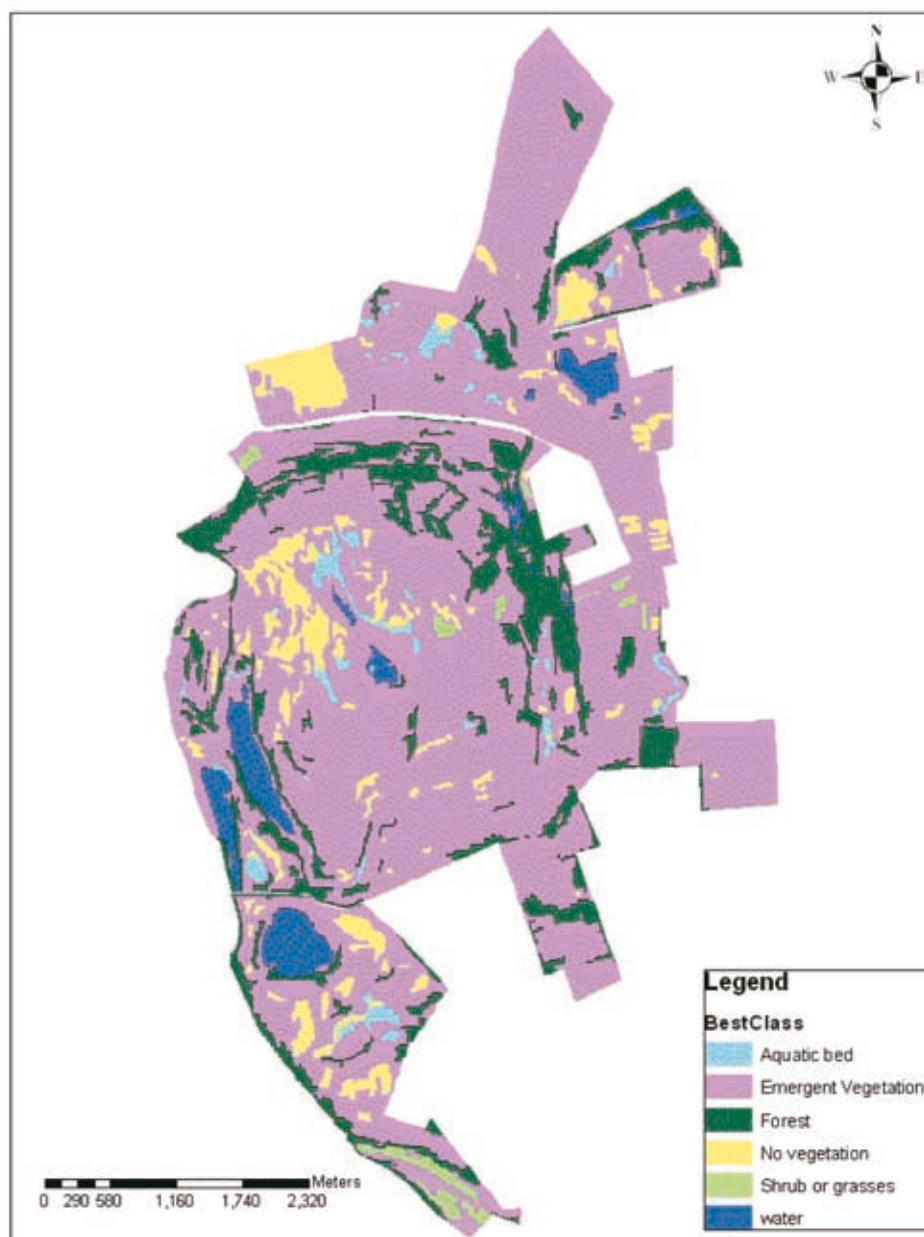 N
W E
S
Legend
BestClass
Aquatic bed
Emergent Vegetation
Forest
No vegetation
Shrub or grasses
water
Meters
0 290 580 1,160 1,740 2,320